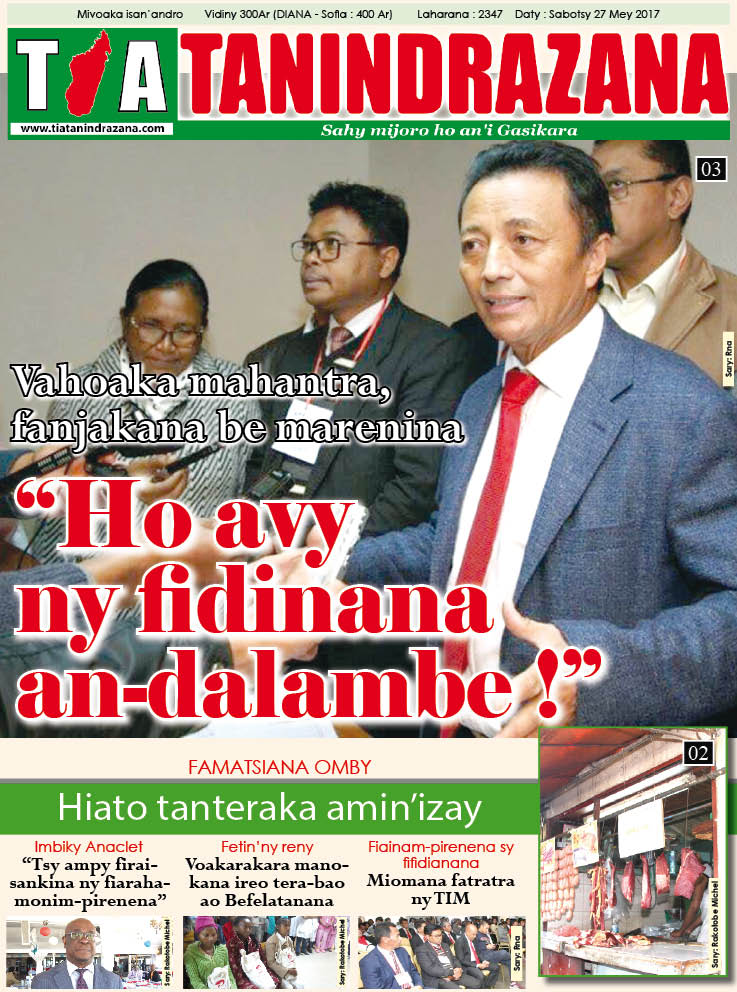 Mivoaka isan'andro Vidiny 300Ar (DIANA - Sofia : 400 Ar) Laharana : 2347 Daty : Sabotsy 27 Mey 2017
TIA TANINDRAZANA
www.tiatanindrazana.com
Sahy mijoro ho an'i Gasikara
03
Sary: Rna
Vahoaka mahantra,
fanjakana be marenina
“Ho avy
ny fidinana
an-dalambe !”
FAMATSIANA OMBY
Hiato tanteraka amin’izay
02
Sary: Rakotobe Michel
Imbiky Anaclet
“Tsy ampy firai-
sankina ny fiaraha-
monim-pirenena”
Sary: Rakotobe Michel
Fetin’ny reny
Voakarakara mano-
kana ireo tera-bao
ao Befelatanana
Sary: Rakotobe Michel
Fiainam-pirenena sy
fifidianana
Miomana fatratra
ny TIM
Sary: Rna